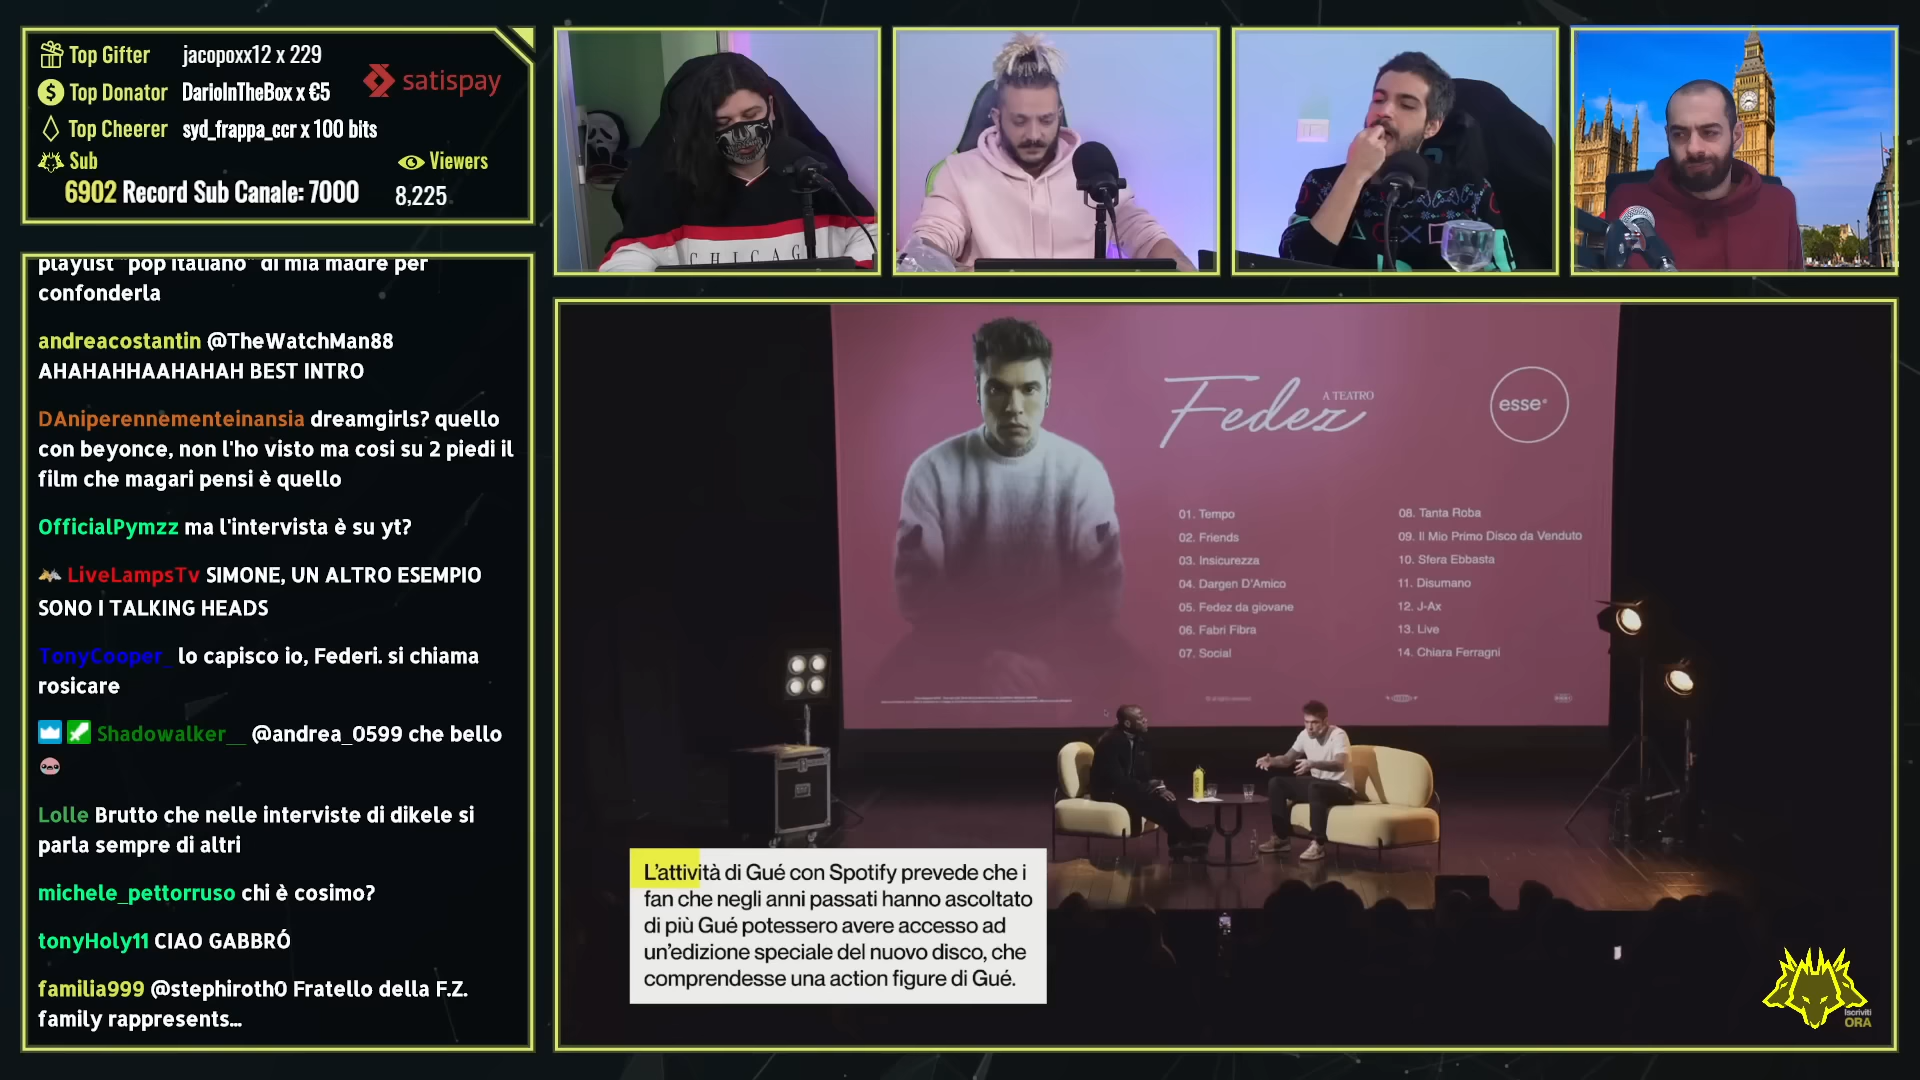 Top Gifter jacopoxx12 x 229
Top Donator DarioInTheBox x €5
Top Cheerer syd_frappa_ccr x 100 bits
satispay
Sub
Viewers
6902 Record Sub Canale: 7000
8,225
playlist "pop italiano" di mia madre per
confonderla
andreacostantin @TheWatchMan88
AHAHAHHAAHAHAH BEST INTRO
DAniperennementeinansia dreamgirls? quello
con beyonce, non l'ho visto ma cosi su 2 piedi il
film che magari pensi è quello
OfficialPymzz ma l'intervista è su yt?
LiveLampsTv SIMONE, UN ALTRO ESEMPIO
SONO I TALKING HEADS
TonyCooper_ lo capisco io, Federi. si chiama
rosicare
Shadowalker__ @andrea_0599 che bello
Lolle Brutto che nelle interviste di dikele si
parla sempre di altri
michele_pettorruso chi è cosimo?
tonyHoly11 CIAO GABBRÓ
familia999 @stephiroth0 Fratello della F.Z.
family rappresents...
CHICAG
Fedez
A TEATRO
esse
01. Tempo
02. Friends
03. Insicurezza
04. Dargen D'Amico
05. Fedez da giovane
06. Fabri Fibra
07. Social
08. Tanta Roba
09. Il Mio Primo Disco da Venduto
10. Sfera Ebbasta
11. Disumano
12. J-Ax
13. Live
14. Chiara Ferragni
L'attività di Gué con Spotify prevede che i
fan che negli anni passati hanno ascoltato
di più Gué potessero avere accesso ad
un'edizione speciale del nuovo disco, che
comprendesse una action figure di Gué.
Iscriviti
ORA